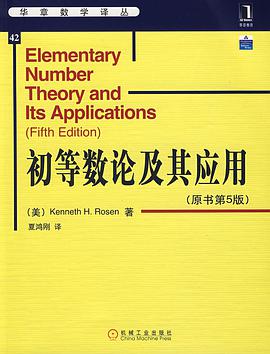 华章数学译丛
42
Elementary
Number
Theory and
Its Applications
(Fifth Edition)
初等数论及其应用
(原书第5版)
(美) Kenneth H. Rosen 著
夏鸿刚 译
机械工业出版社
China Machine Press